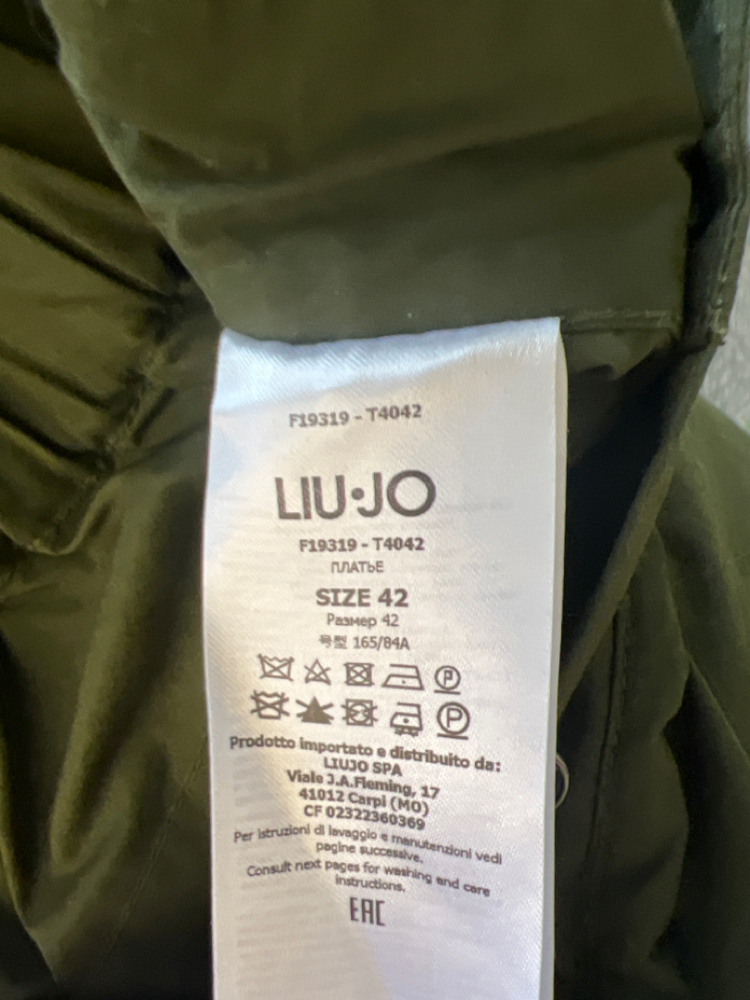 F19319 - T4042
LIU•JO
F19319 - T4042
ПЛАТЬЕ
SIZE 42
Размер 42
号型 165/84A
P
P
Prodotto importato e distribuito da:
LIUJO SPA
Viale J.A.Fleming, 17
41012 Carpi (MO)
CF 02322360369
Per istruzioni di lavaggio e manutenzioni vedi
pagine successive.
Consult next pages for washing and care
instructions.
EAC